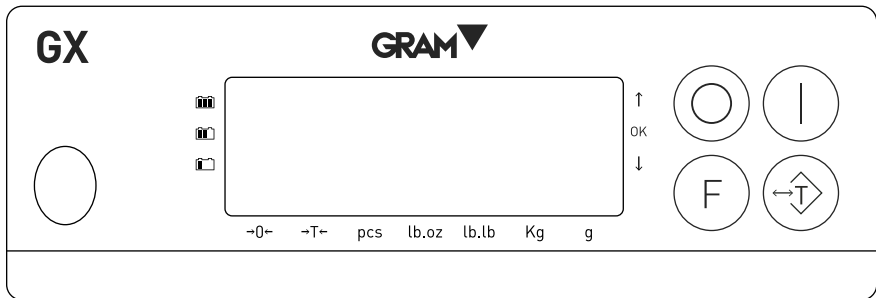 GX
GRAM
↑
OK
↓
F
↔T
→0← →T← pcs lb.oz lb.lb Kg g